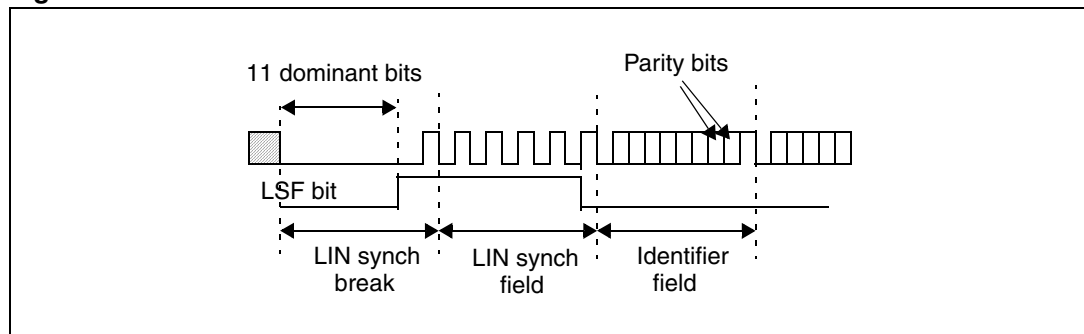 11 dominant bits
Parity bits
LSF bit
LIN synch
break
LIN synch
field
Identifier
field